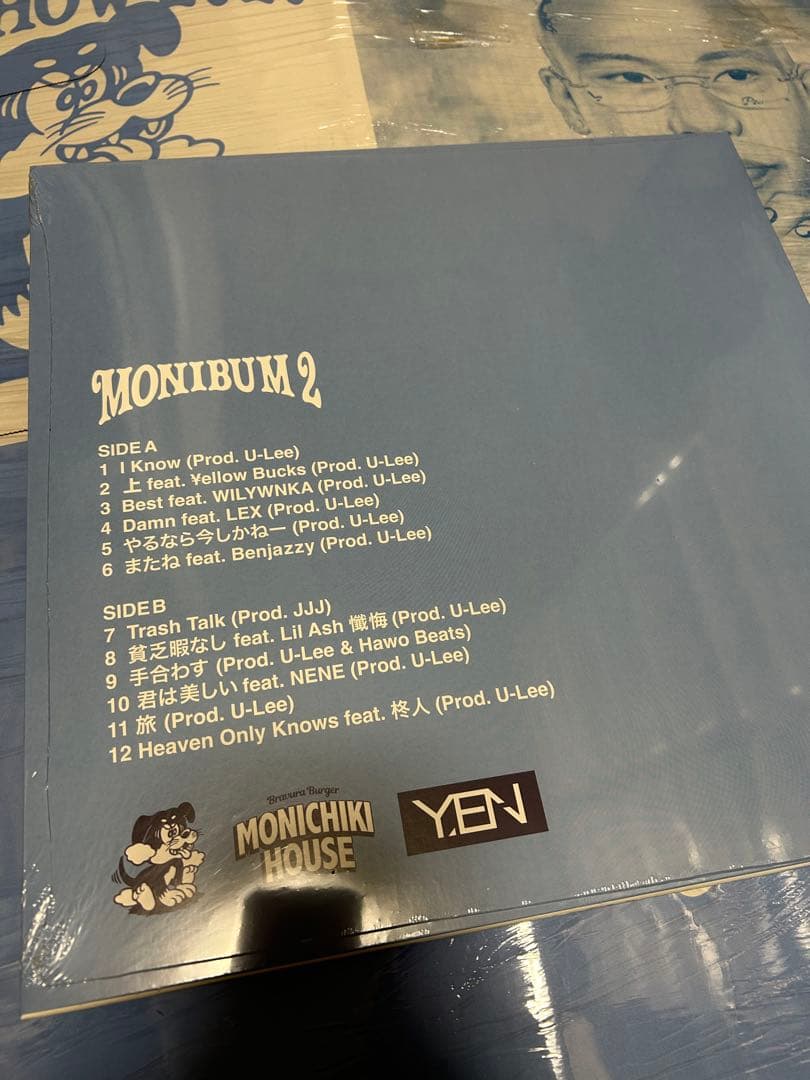 MONIBUM 2
SIDE A
1 I Know (Prod. U-Lee)
2 上 feat. ¥ellow Bucks (Prod. U-Lee)
3 Best feat. WILYWNKA (Prod. U-Lee)
4 Damn feat. LEX (Prod. U-Lee)
5 やるなら今しかねー (Prod. U-Lee)
6 またね feat. Benjazzy (Prod. U-Lee)
SIDE B
7 Trash Talk (Prod. JJJ)
8 貧乏暇なし feat. Lil Ash 懺悔 (Prod. U-Lee)
9 手合わす (Prod. U-Lee & Hawo Beats)
10 君は美しい feat. NENE (Prod. U-Lee)
11 旅 (Prod. U-Lee)
12 Heaven Only Knows feat. 柊人 (Prod. U-Lee)
Bravura Burger
MONICHIKI
HOUSE
Y.EN